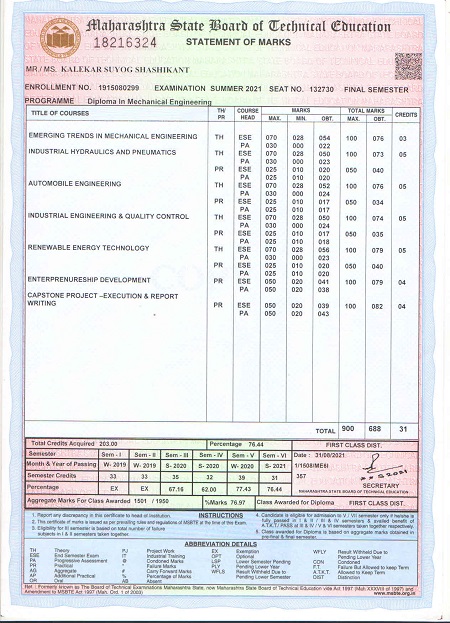 Maharashtra State Board of Technical Education
18216324
STATEMENT OF MARKS
MR / MS. KALEKAR SUYOG SHASHIKANT
ENROLLMENT NO. 1915080299 EXAMINATION SUMMER 2021 SEAT NO. 132730 FINAL SEMESTER
PROGRAMME Diploma In Mechanical Engineering
TITLE OF COURSES TH/ PR COURSE HEAD MARKS MAX. MIN. OBT. TOTAL MARKS MAX. OBT. CREDITS
EMERGING TRENDS IN MECHANICAL ENGINEERING TH ESE 070 028 054 100 076 03
PA 030 000 022
INDUSTRIAL HYDRAULICS AND PNEUMATICS TH ESE 070 028 050 100 073 05
PA 030 000 023
PR ESE 025 010 020 050 040
PA 025 010 020
AUTOMOBILE ENGINEERING TH ESE 070 028 052 100 076 05
PA 030 000 024
PR ESE 025 010 017 050 034
PA 025 010 017
INDUSTRIAL ENGINEERING & QUALITY CONTROL TH ESE 070 028 050 100 074 05
PA 030 000 024
PR ESE 025 010 017 050 035
PA 025 010 018
RENEWABLE ENERGY TECHNOLOGY TH ESE 070 028 056 100 079 05
PA 030 000 023
PR ESE 025 010 020 050 040
PA 025 010 020
ENTERPRENURESHIP DEVELOPMENT PR ESE 050 020 041 100 079 04
PA 050 020 038
CAPSTONE PROJECT –EXECUTION & REPORT
WRITING PR ESE 050 020 039 100 082 04
PA 050 020 043
TOTAL 900 688 31
Total Credits Acquired 203.00 Percentage 76.44 FIRST CLASS DIST.
Semester Sem - I Sem - II Sem - III Sem - IV Sem - V Sem - VI Date : 31/08/2021
Month & Year of Passing W- 2019 W- 2019 S- 2020 S- 2020 W- 2020 S- 2021 1/1508/ME6I
Semester Credits 33 33 35 32 39 31 357
Percentage EX EX 67.16 62.00 77.43 76.44 SECRETARY
MAHARASHTRA STATE BOARD OF TECHNICAL EDUCATION
Aggregate Marks For Class Awarded 1501 / 1950 %Marks 76.97 Class Awarded for Diploma FIRST CLASS DIST.
INSTRUCTIONS
1. Report any discrepancy in this certificate to head of institution.
2. This certificate of marks is issued as per prevailing rules and regulations of MSBTE at the time of this Exam.
3. Eligibility for III semester is based on total number of failure
subjects in I & II semesters taken together.
4. Candidate is eligible for admission to V / VI semester only if he/she is
fully passed in I & II / III & IV semesters & availed benefit of
A.T.K.T./ PASS at III & IV / V & VI semesters taken together respectively.
5. Class awarded for Diploma is based on aggregate marks obtained in
prefinal & final semester.
ABBREVIATION DETAILS
TH Theory PJ Project Work EX Exemption WFLY Result Withheld Due to
ESE End Semester Exam IT Industrial Training OPT Optional Pending Lower Year
PA Progressive Assessment @ Condoned Marks LSP Lower Semester Pending CON Condoned
PR Practical * Failure Marks PLY Pending Lower Year F.T. Failure But Allowed to Keep Term
AG Aggregate # Carry Forward Marks WFLS Result Withheld Due to A.T.K.T. Allowed to Keep Term
AP Additional Practical % Percentage of Marks Pending Lower Semester DIST Distinction
OR Oral AB Absent
Ref. : Formerly known as The Board of Technical Examinations Maharashtra State, now Maharashtra State Board of Technical Education vide Act 1997 (Mah XXXVIII of 1997) and
Amendment to MSBTE Act 1997 (Mah. Ord. 1 of 2003)
www.msbte.org.in